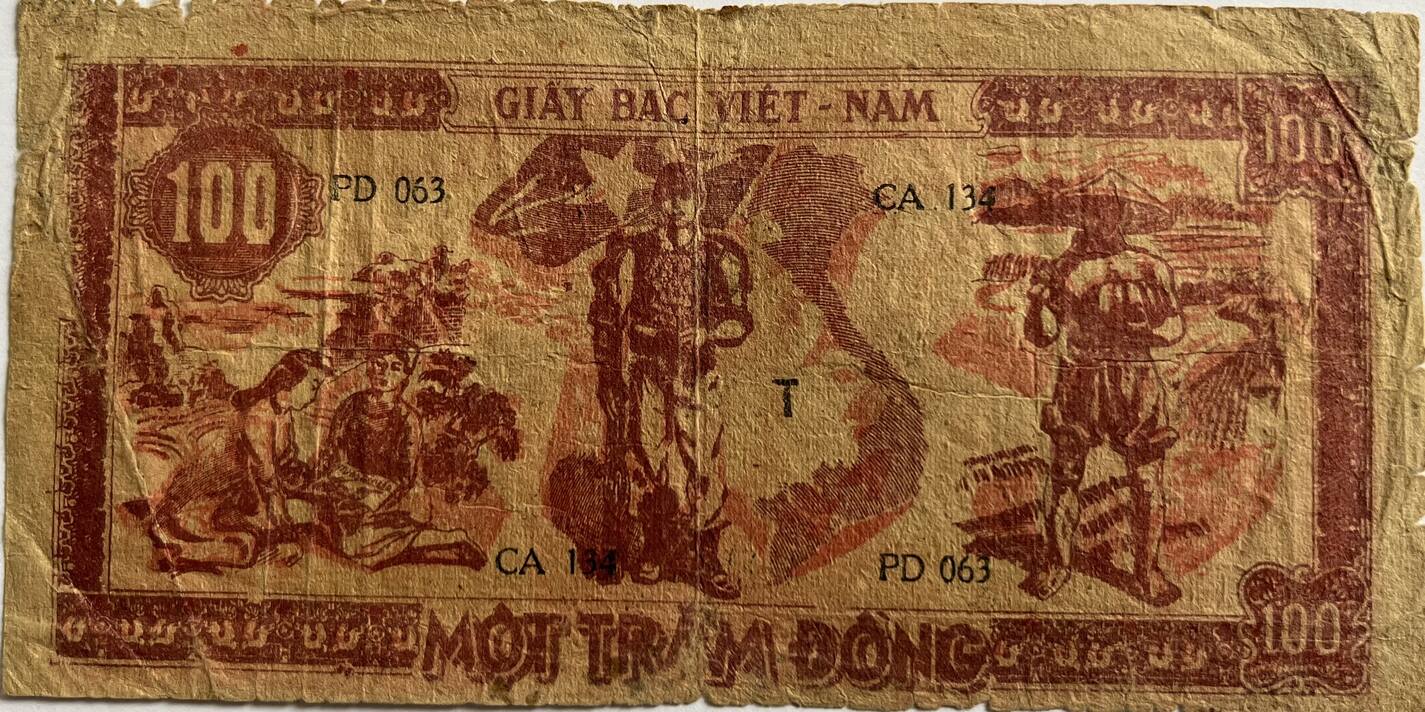 GIẤY BẠC VIỆT-NAM
100
100
PD 063
CA 134
T
CA 134
PD 063
MỘT TRĂM ĐỒNG
100